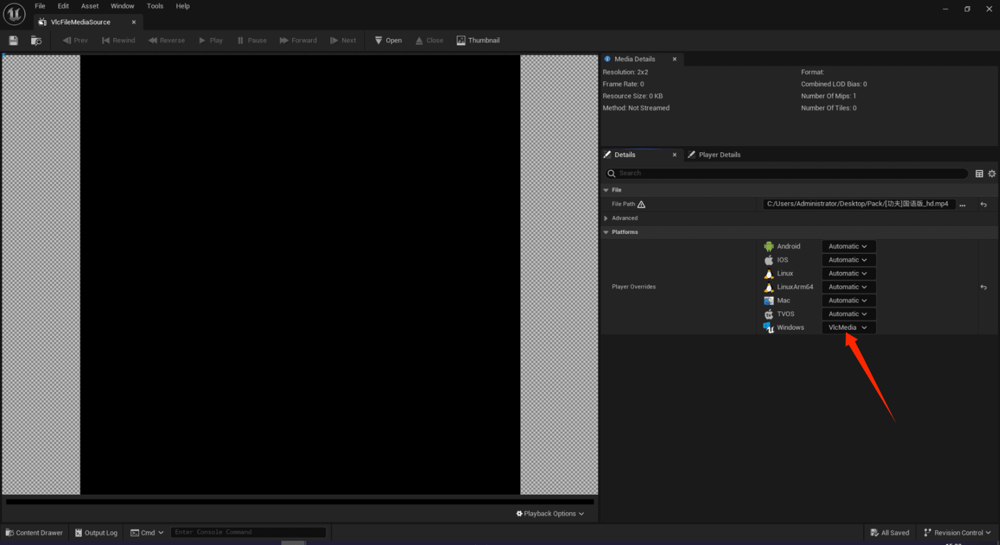 File Edit Asset Window Tools Help
VlcFileMediaSource
Prev Rewind Reverse Play Pause Forward Next Open Close Thumbnail
Media Details
Resolution: 2x2
Format:
Frame Rate: 0
Combined LOD Bias: 0
Resource Size: 0 KB
Number Of Mips: 1
Method: Not Streamed
Number Of Tiles: 0
Details
Player Details
Search
File
File Path
C:/Users/Administrator/Desktop/Pack/[功夫]国语版_hd.mp4
Advanced
Platforms
Player Overrides
Android Automatic
IOS Automatic
Linux Automatic
LinuxArm64 Automatic
Mac Automatic
TVOS Automatic
Windows VlcMedia
Playback Options
Content Drawer Output Log Cmd Enter Console Command All Saved Revision Control